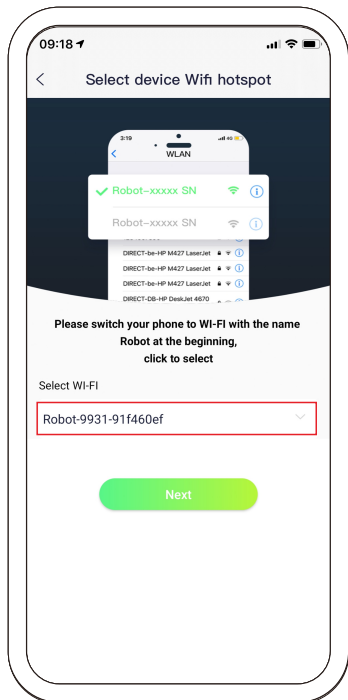 09:18
Select device Wifi hotspot
3:19
WLAN
Robot-xxxxx SN
Robot-xxxxx SN
DIRECT-be-HP M427 LaserJet
DIRECT-be-HP M427 LaserJet
DIRECT-DB-HP DeskJet 4670
Please switch your phone to WI-FI with the name
Robot at the beginning,
click to select
Select WI-FI
Robot-9931-91f460ef
Next